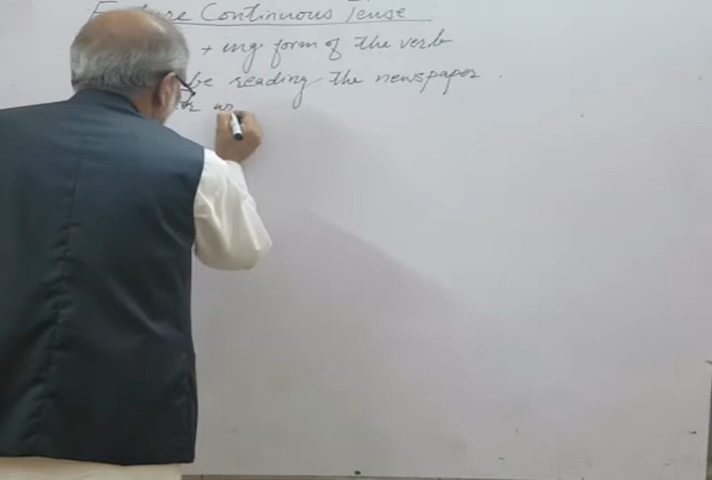 Future Continuous Tense
+ ing form of the verb
be reading the newspaper